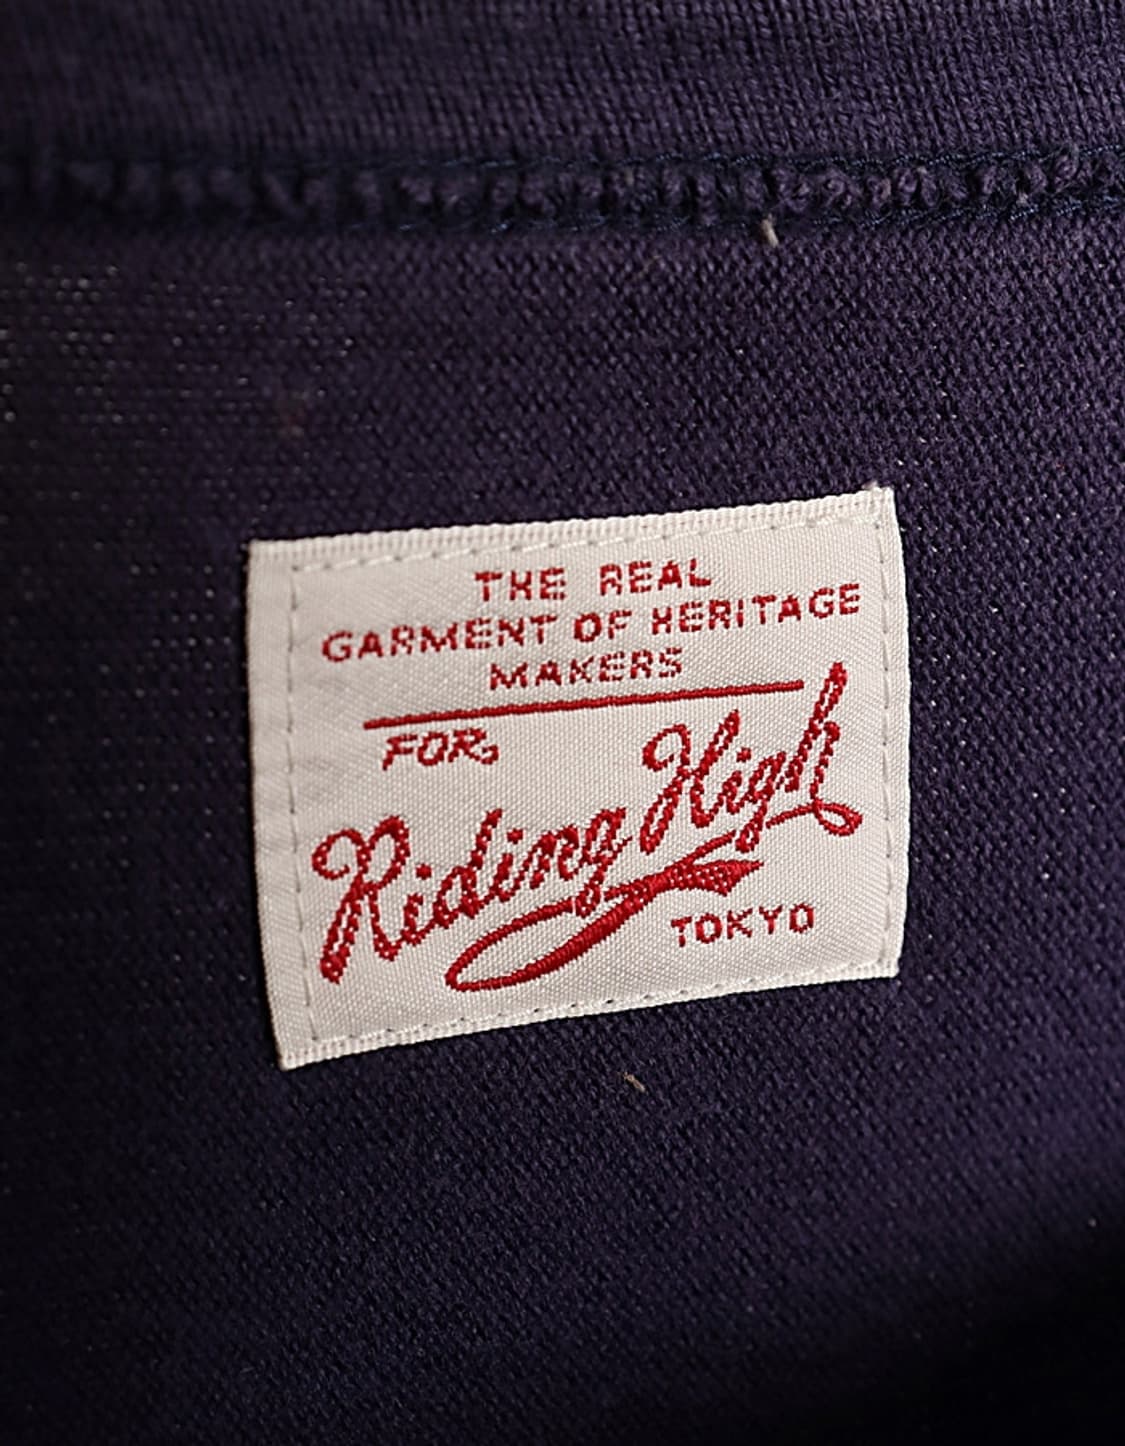 THE REAL
GARMENT OF HERITAGE
MAKERS
FOR,
Riding High
TOKYO